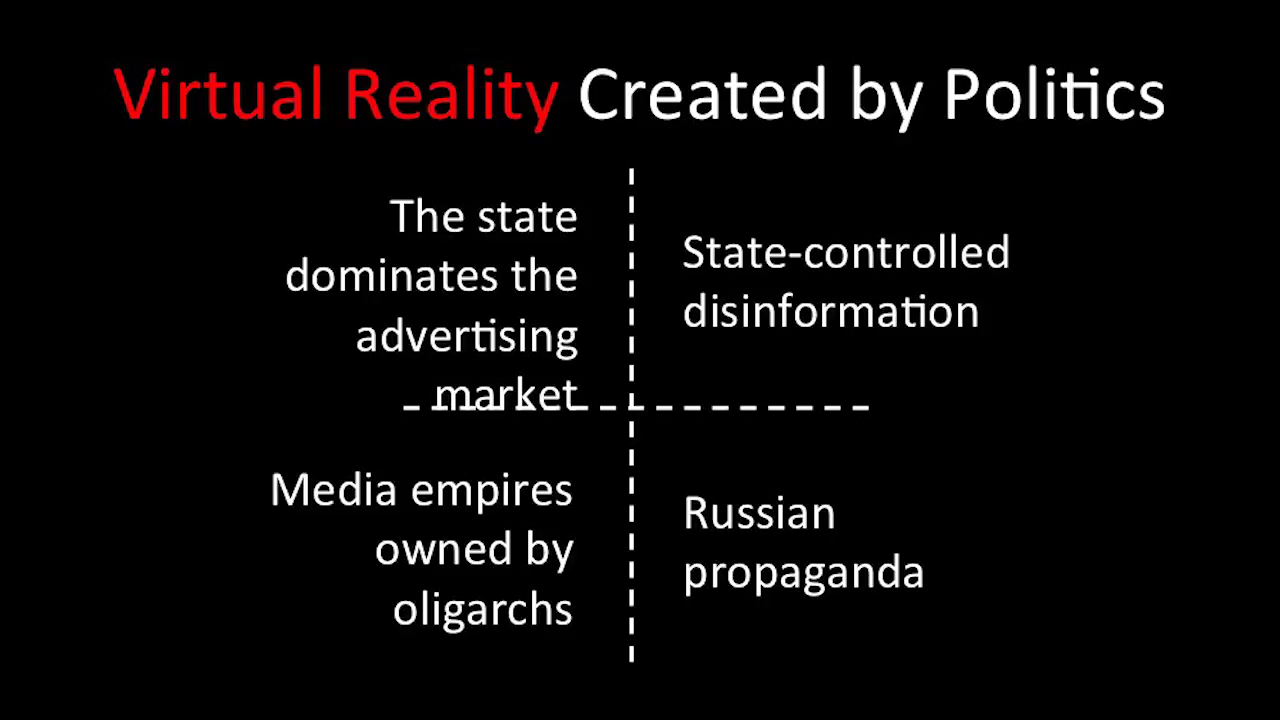 Virtual Reality Created by Politics
The state
dominates the
advertising
market
State-controlled
disinformation
Media empires
owned by
oligarchs
Russian
propaganda